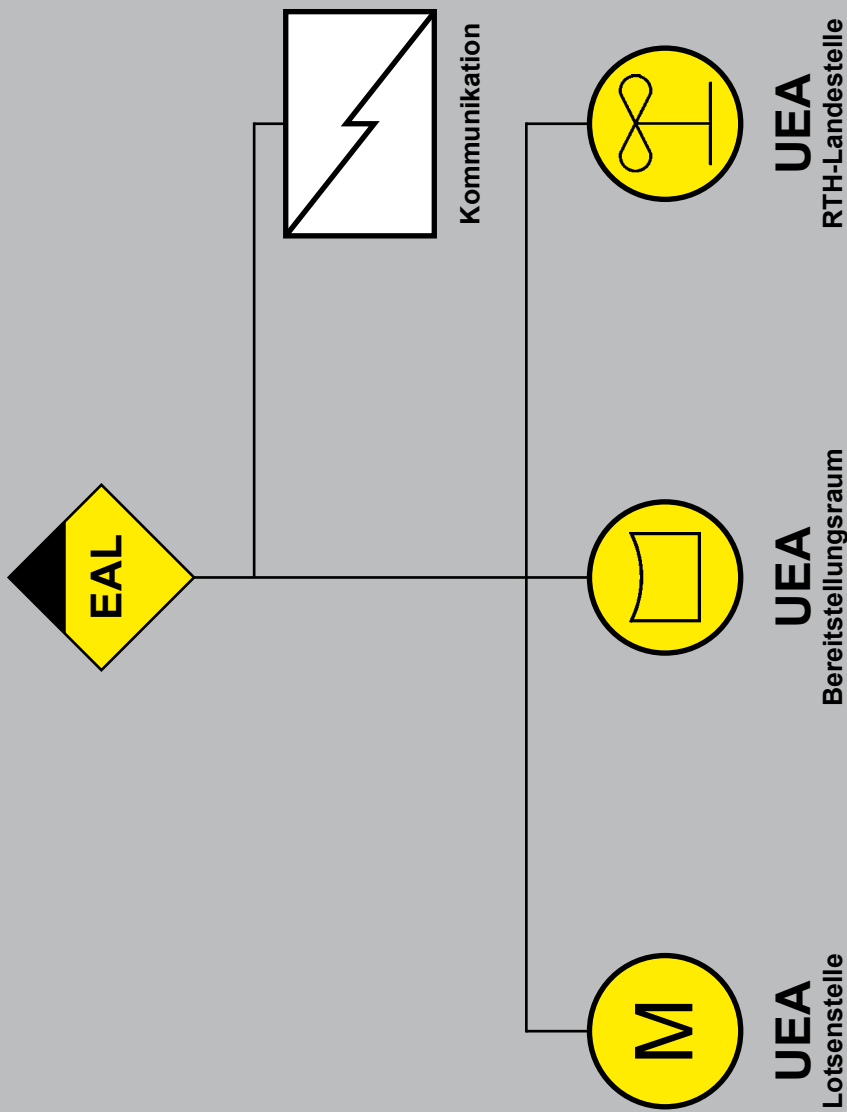 EAL
Kommunikation
M
UEA
Lotsenstelle
UEA
Bereitstellungsraum
UEA
RTH-Landestelle